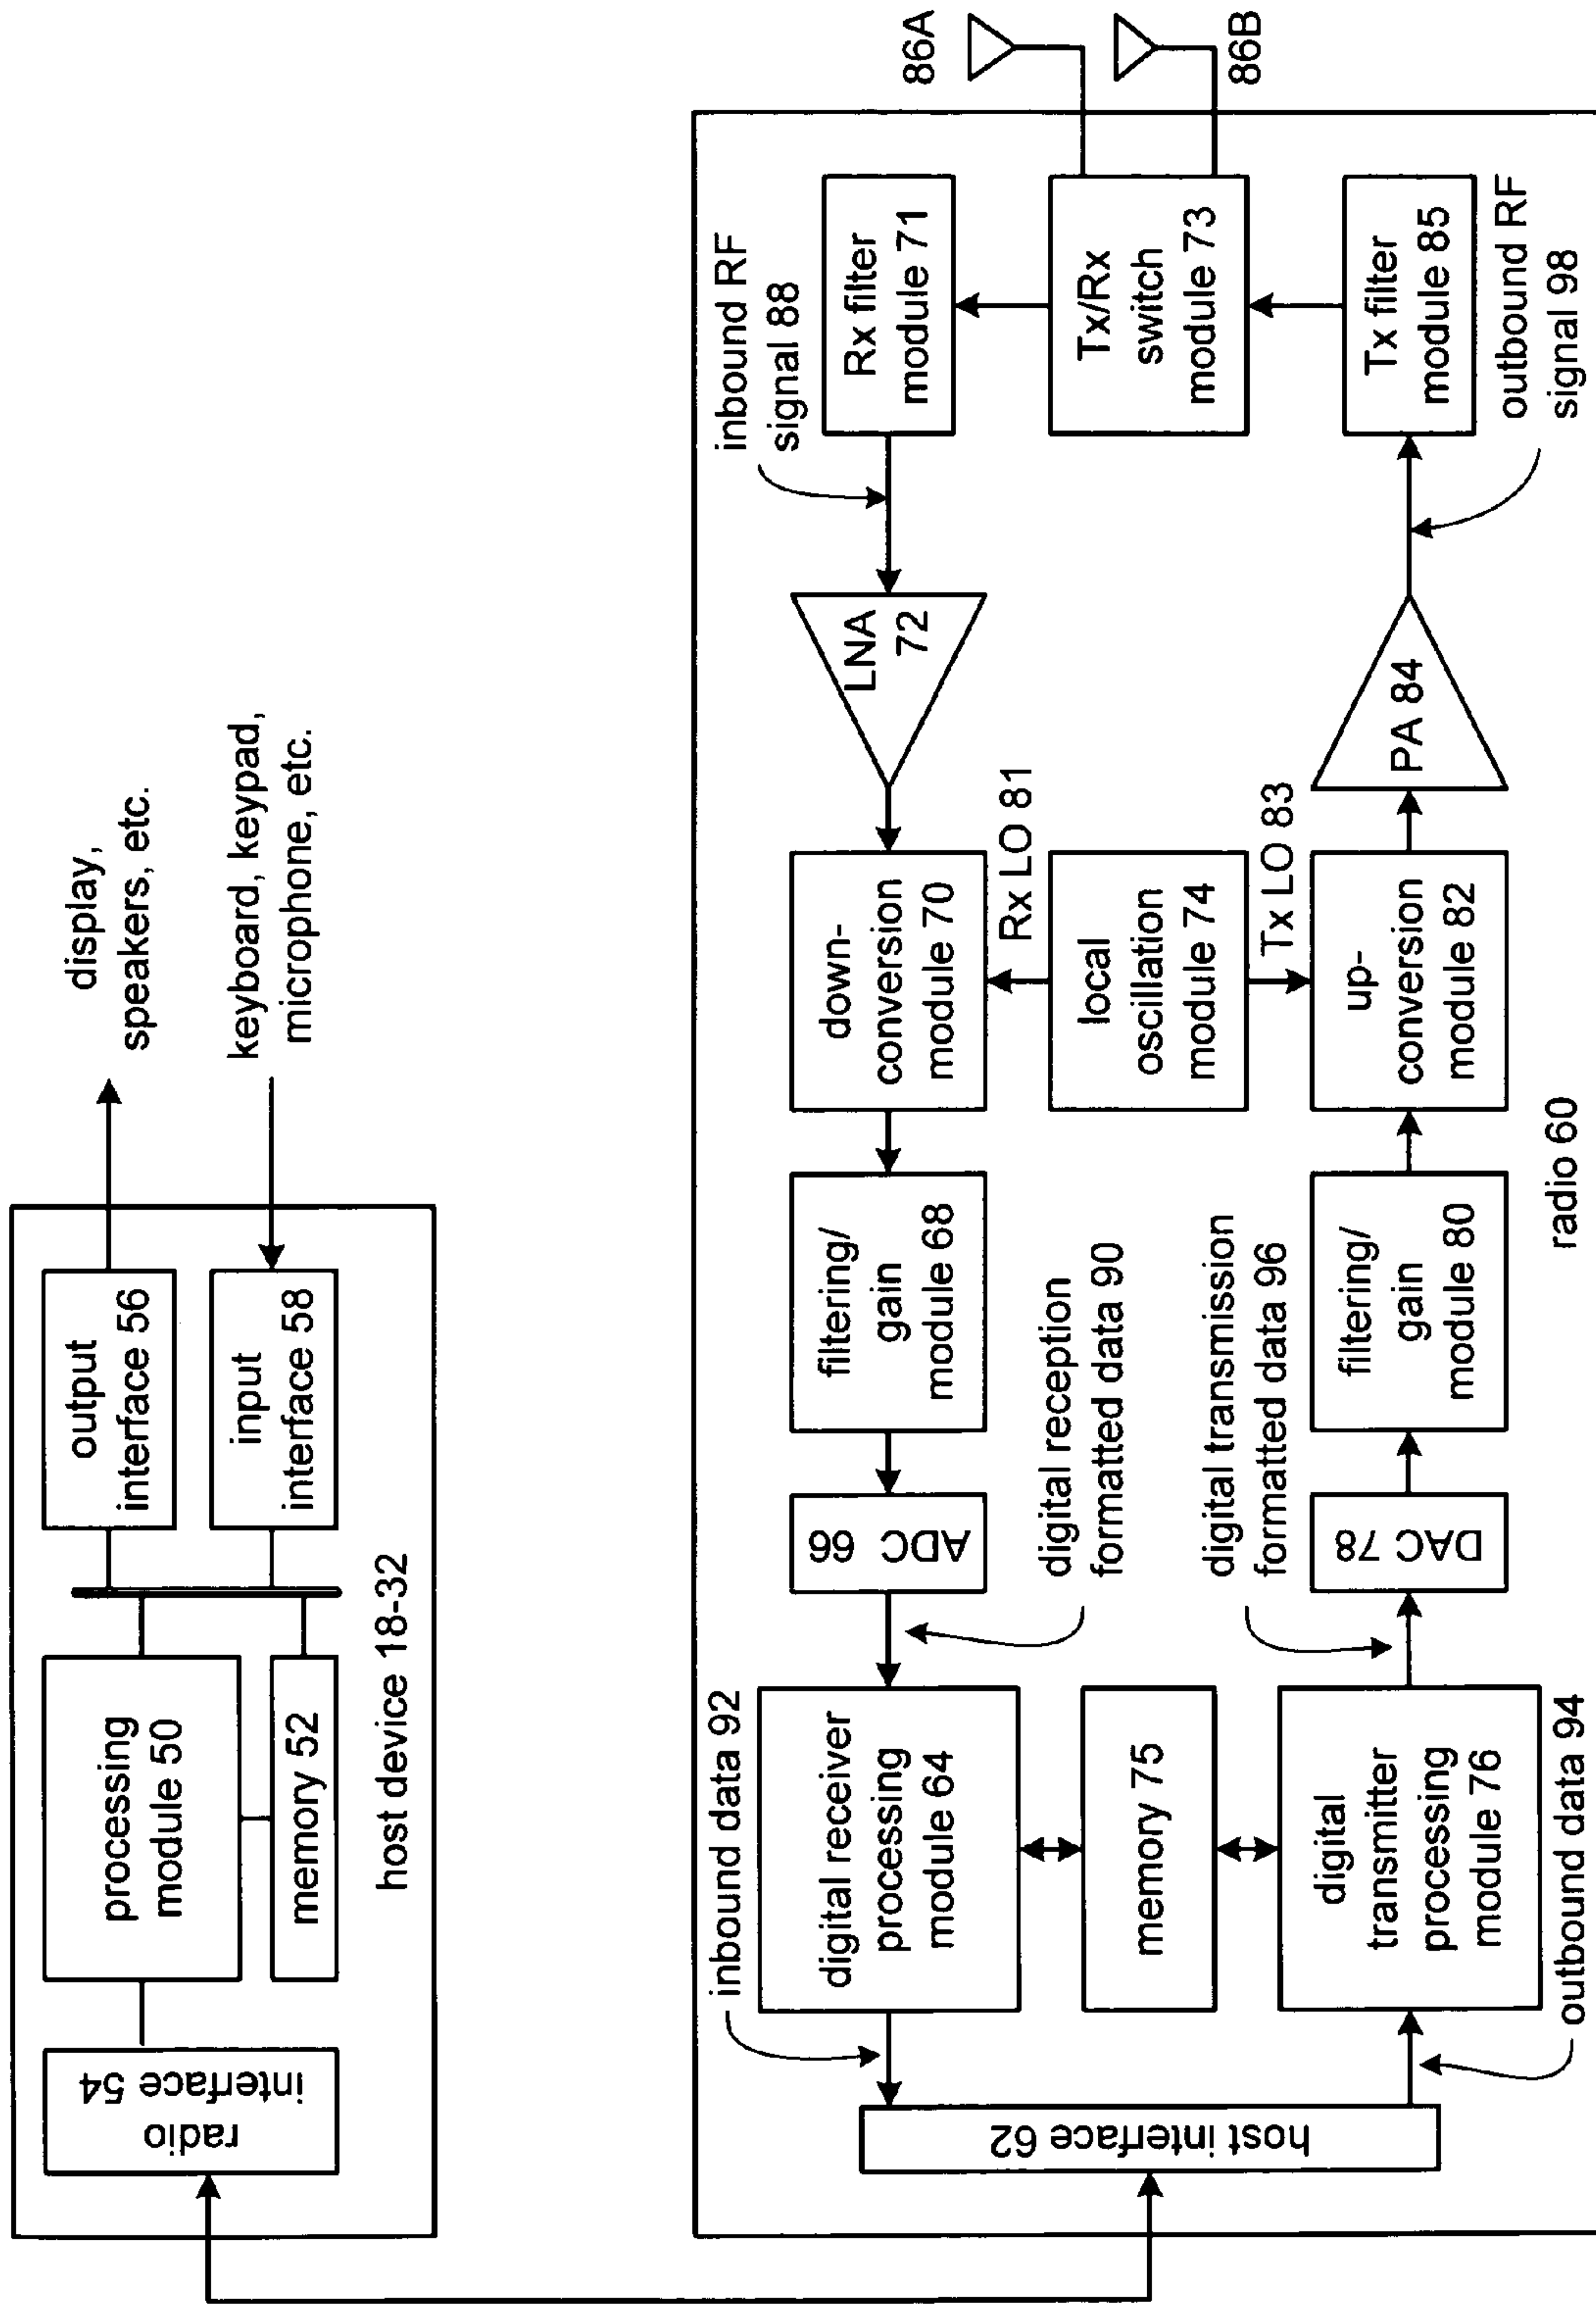 display,
speakers, etc.
keyboard, keypad,
microphone, etc.
radio
interface 54
processing
module 50
memory 52
output
interface 56
input
interface 58
host device 18-32
inbound data 92
digital receiver
processing
module 64
ADC 66
filtering/
gain
module 68
down-
conversion
module 70
LNA
72
inbound RF
signal 88
Rx filter
module 71
86A
host interface 62
memory 75
digital reception
formatted data 90
digital transmission
formatted data 96
Rx LO 81
local
oscillation
module 74
Tx LO 83
Tx/Rx
switch
module 73
86B
digital
transmitter
processing
module 76
outbound data 94
DAC 78
filtering/
gain
module 80
up-
conversion
module 82
PA 84
Tx filter
module 85
outbound RF
signal 98
radio 60